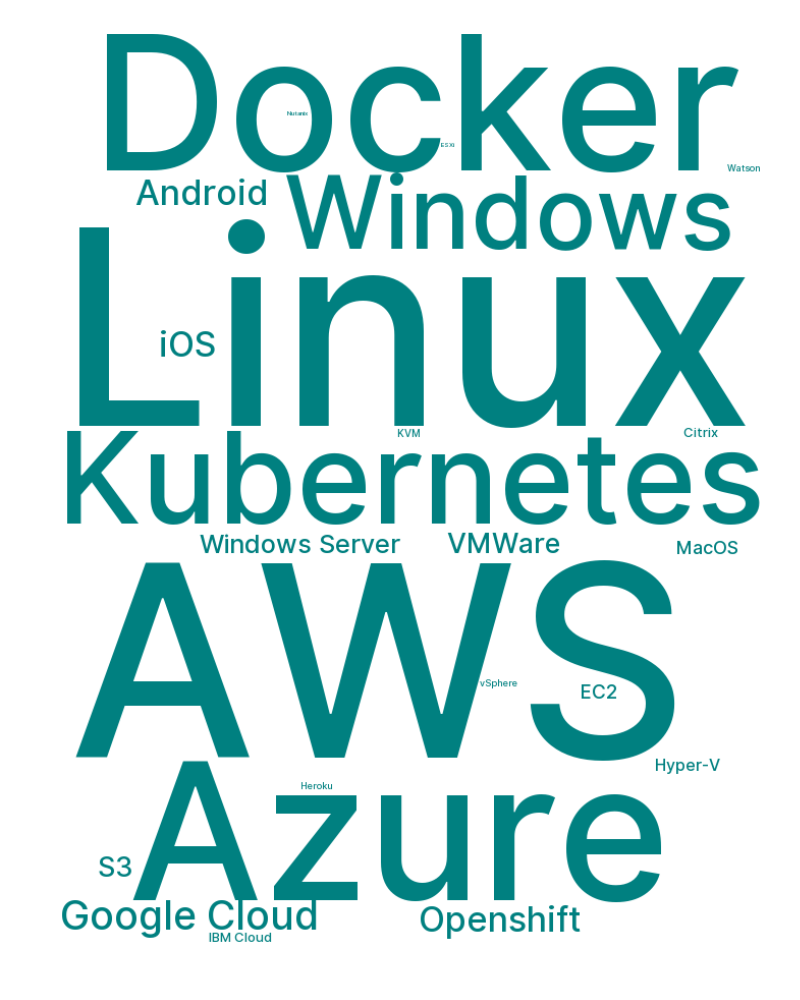 Docker
Nutanix
ESXi
Watson
Android
Windows
Linux
iOS
KVM
Citrix
Kubernetes
Windows Server
VMWare
MacOS
AWS
vSphere
EC2
Hyper-V
Azure
Heroku
S3
Google Cloud
Openshift
IBM Cloud